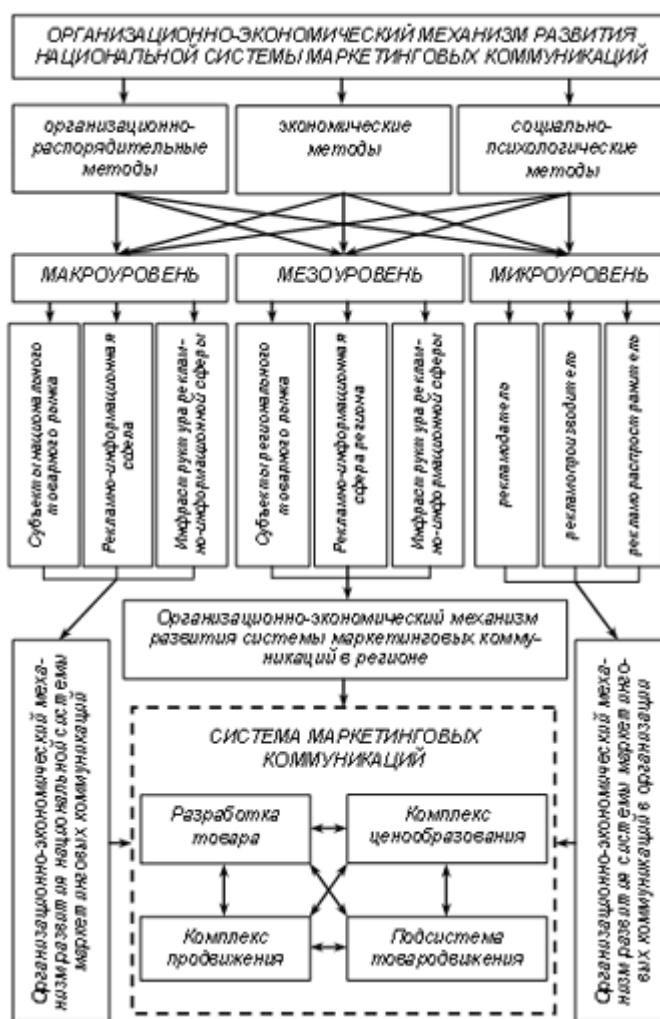 ОРГАНИЗАЦИОННО-ЭКОНОМИЧЕСКИЙ МЕХАНИЗМ РАЗВИТИЯ
НАЦИОНАЛЬНОЙ СИСТЕМЫ МАРКЕТИНГОВЫХ КОММУНИКАЦИЙ
организационно-
распорядительные
методы
экономические
методы
социально-
психологические
методы
МАКРОУРОВЕНЬ
МЕЗОУРОВЕНЬ
МИКРОУРОВЕНЬ
Субъекты национального
товарного рынка
Рекламно-информационная
сфера
Инфраструктура реклам-
но-информационной сферы
Субъекты регионального
товарного рынка
Рекламно-информационная
сфера региона
Инфраструктура реклам-
но-информационной сферы
рекламодатель
рекламопроизводитель
рекламораспространитель
Организационно-экономический механизм
развития системы маркетинговых комму-
никаций в регионе
Организационно-экономический меха-
низм развития национальной системы
маркетинговых коммуникаций
СИСТЕМА МАРКЕТИНГОВЫХ
КОММУНИКАЦИЙ
Разработка
товара
Комплекс
ценообразования
Комплекс
продвижения
Подсистема
товародвижения
Организационно-экономический меха-
низм развития системы маркетинго-
вых коммуникаций в организации